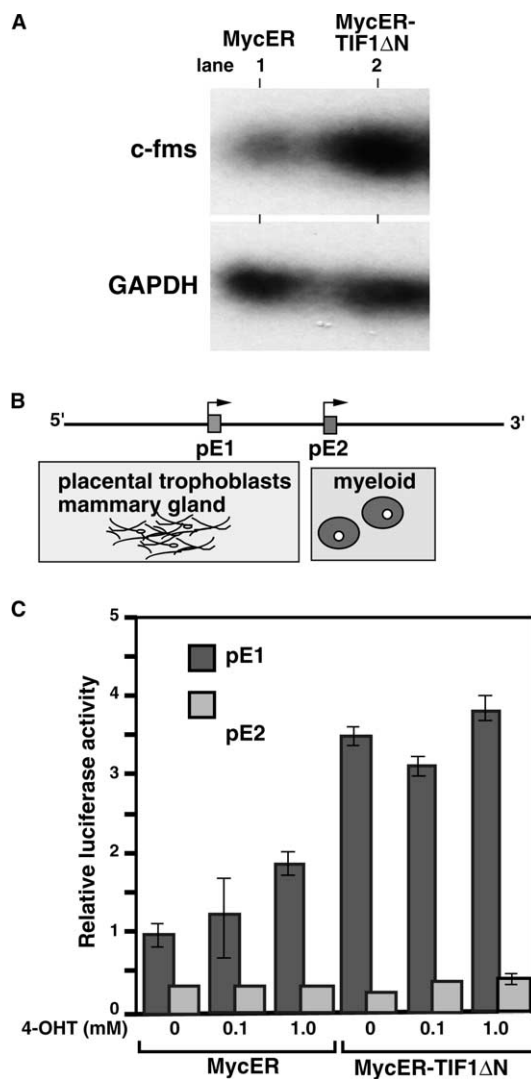 A
MycER
MycER-
TIF1ΔN
lane 1 2
c-fms
GAPDH
B
5' 3'
pE1 pE2
placental trophoblasts
mammary gland
myeloid
C
5
4
3
2
1
0
Relative luciferase activity
pE1
pE2
4-OHT (mM) 0 0.1 1.0 0 0.1 1.0
MycER MycER-TIF1ΔN